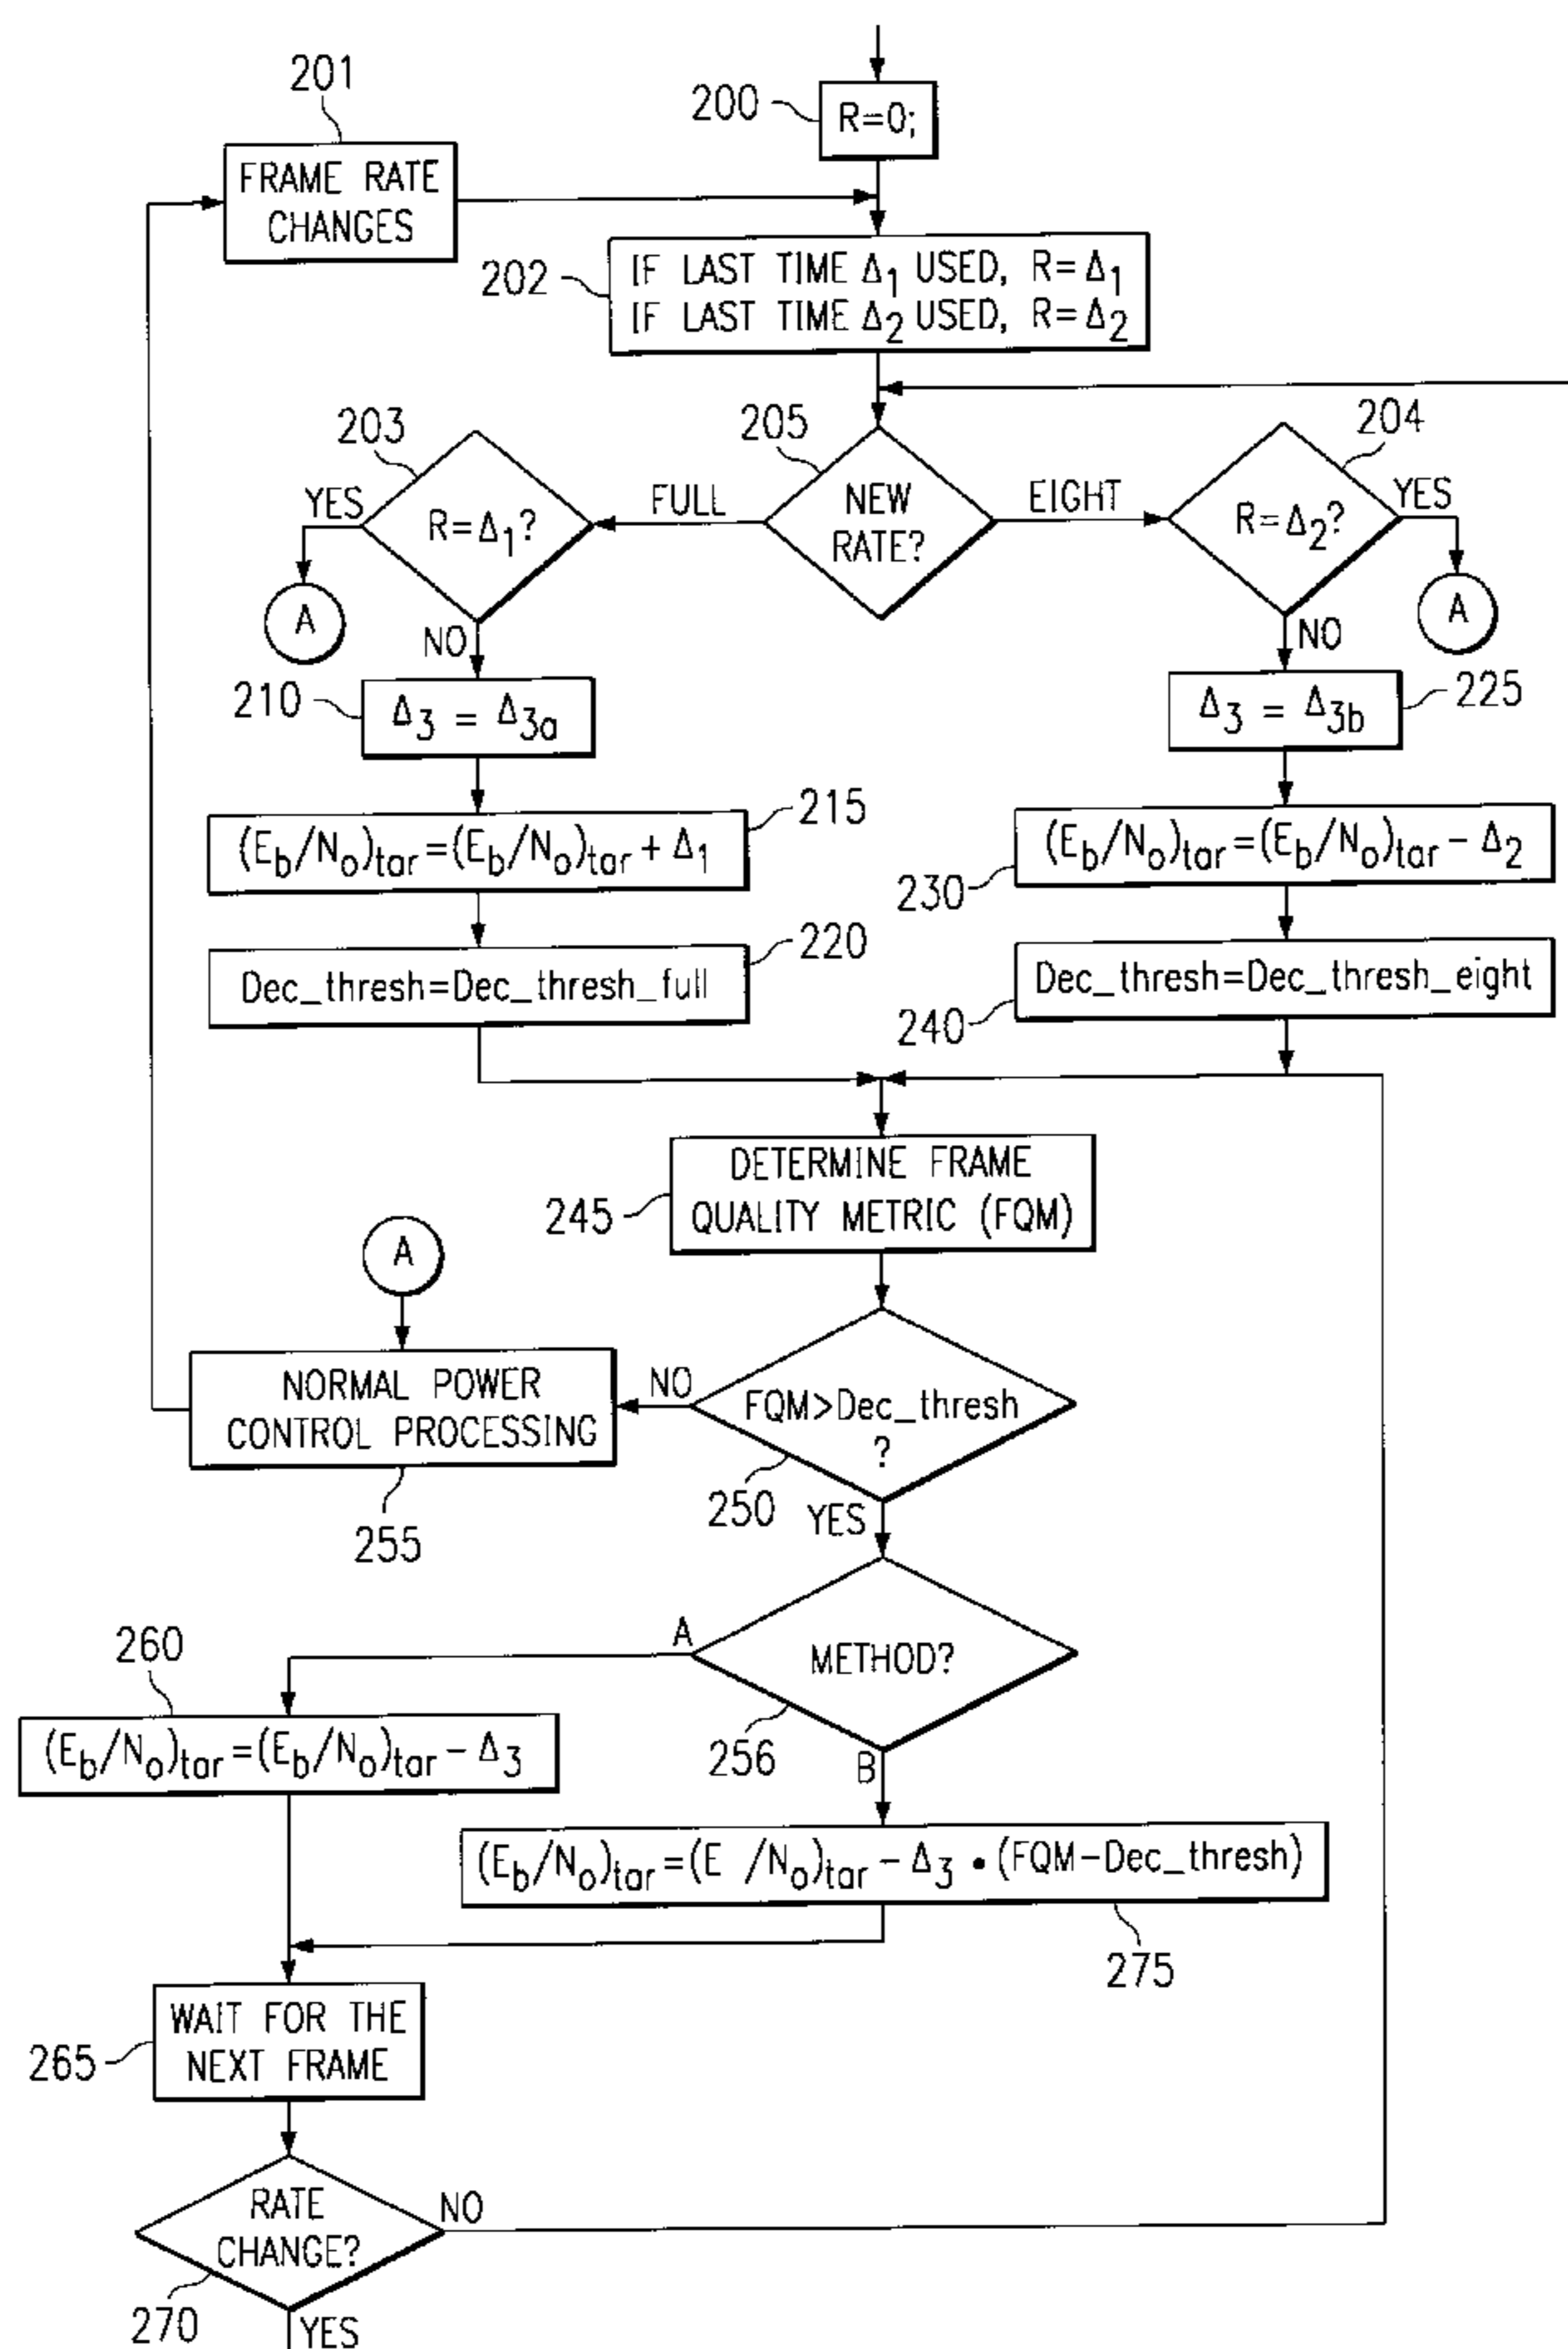 201
FRAME RATE
CHANGES
200
R=0;
202
IF LAST TIME Δ1 USED, R=Δ1
IF LAST TIME Δ2 USED, R=Δ2
203
205
204
YES
R=Δ1?
FULL
NEW
RATE?
EIGHT
R=Δ2?
YES
A
NO
NO
A
210
Δ3 = Δ3a
Δ3 = Δ3b
225
(Eb/No)tar=(Eb/No)tar + Δ1
215
(Eb/No)tar=(Eb/No)tar - Δ2
230
Dec_thresh=Dec_thresh_full
220
Dec_thresh=Dec_thresh_eight
240
DETERMINE FRAME
QUALITY METRIC (FQM)
245
A
NORMAL POWER
CONTROL PROCESSING
255
NO
FQM>Dec_thresh
?
250
YES
METHOD?
256
A
B
260
(Eb/No)tar=(Eb/No)tar - Δ3
(Eb/No)tar=(E /No)tar - Δ3 • (FQM-Dec_thresh)
275
WAIT FOR THE
NEXT FRAME
265
RATE
CHANGE?
NO
270
YES